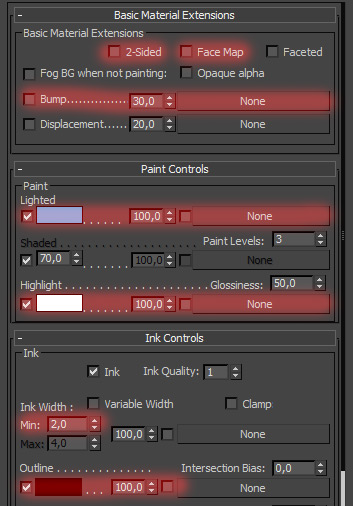 - Basic Material Extensions
Basic Material Extensions
2-Sided Face Map Faceted
Fog BG when not painting: Opaque alpha
Bump............... 30,0 None
Displacement...... 20,0 None
- Paint Controls
Paint
Lighted
. . . . . . 100,0 None
Shaded . . . . . . . . . . . . . . . Paint Levels: 3
70,0 . . . . . . 100,0 None
Highlight . . . . . . . . . . . . . . . Glossiness: 50,0
. . . . . . 100,0 None
- Ink Controls
Ink
Ink Ink Quality: 1
Ink Width : Variable Width Clamp
Min: 2,0
Max: 4,0 100,0 None
Outline . . . . . . . . . . . . . Intersection Bias: 0,0
. . . 100,0 None